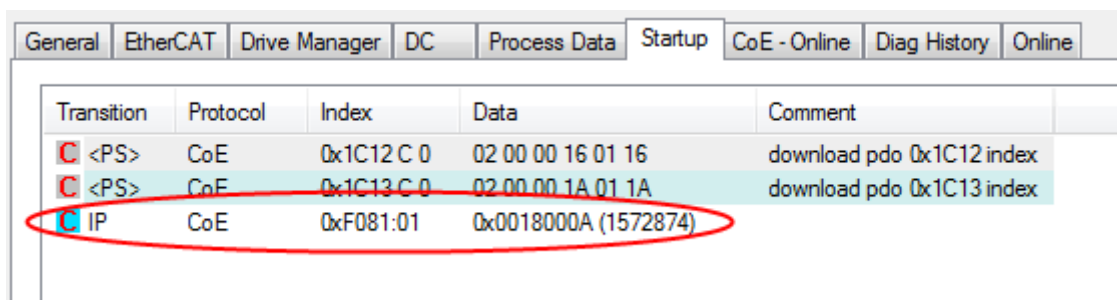 General EtherCAT Drive Manager DC Process Data Startup CoE - Online Diag History Online
Transition Protocol Index Data Comment
C <PS> CoE 0x1C12 C 0 02 00 00 16 01 16 download pdo 0x1C12 index
C <PS> CoE 0x1C13 C 0 02 00 00 1A 01 1A download pdo 0x1C13 index
C IP CoE 0xF081:01 0x0018000A (1572874)